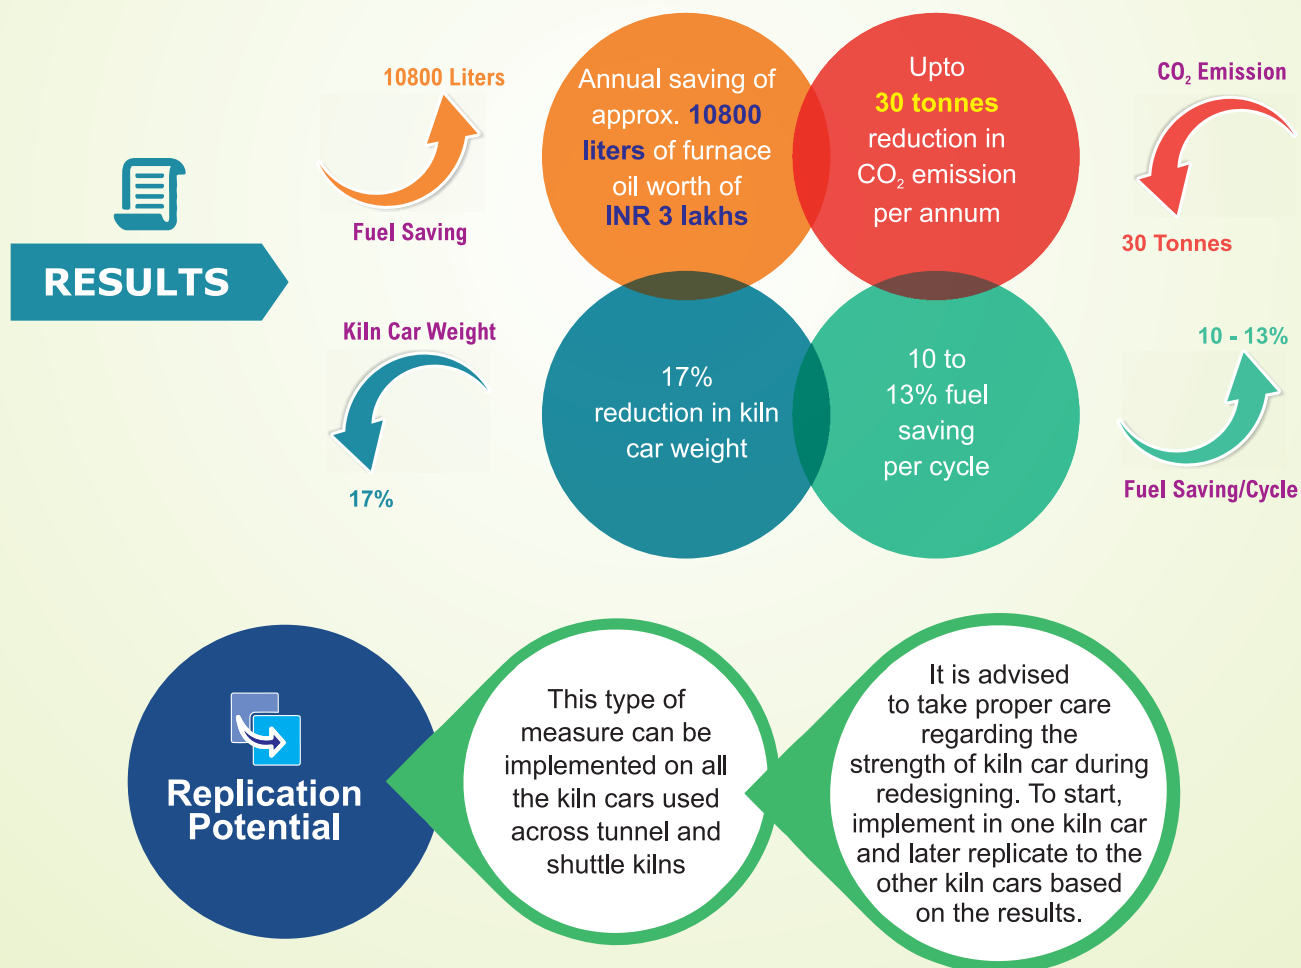 RESULTS
10800 Liters
Fuel Saving
Annual saving of
approx. 10800
liters of furnace
oil worth of
INR 3 lakhs
Upto
30 tonnes
reduction in
CO₂ emission
per annum
CO₂ Emission
30 Tonnes
Kiln Car Weight
17%
17%
reduction in kiln
car weight
10 to
13% fuel
saving
per cycle
10 - 13%
Fuel Saving/Cycle
Replication
Potential
This type of
measure can be
implemented on all
the kiln cars used
across tunnel and
shuttle kilns
It is advised
to take proper care
regarding the
strength of kiln car during
redesigning. To start,
implement in one kiln car
and later replicate to the
other kiln cars based
on the results.